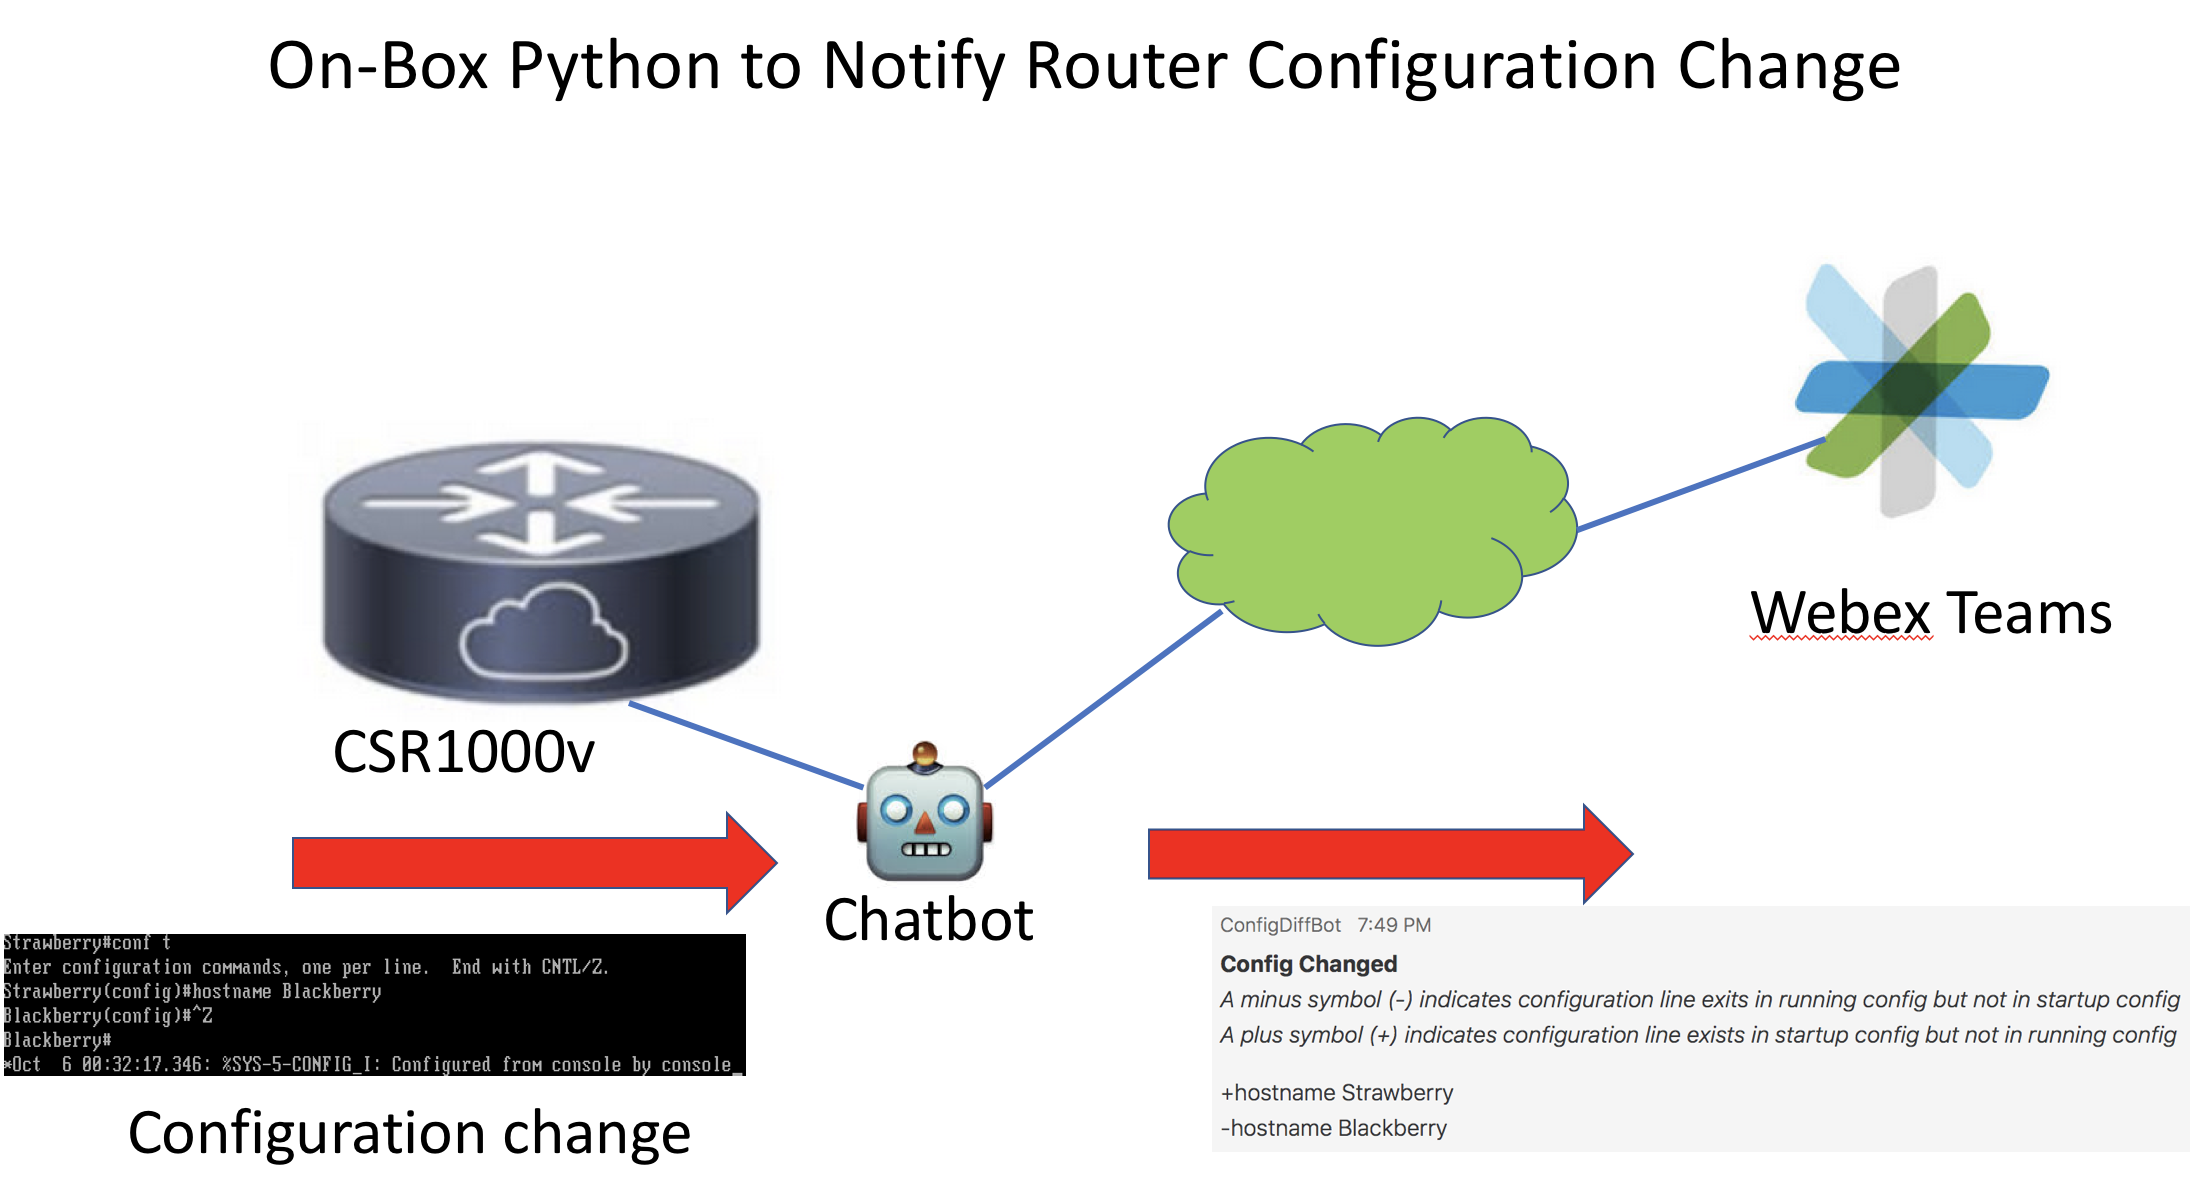 On-Box Python to Notify Router Configuration Change
Webex Teams
CSR1000v
Chatbot
Strawberry#conf t
Enter configuration commands, one per line.  End with CNTL/Z.
Strawberry(config)#hostname Blackberry
Blackberry(config)#^Z
Blackberry#
*Oct  6 00:32:17.346: %SYS-5-CONFIG_I: Configured from console by console_
Configuration change
ConfigDiffBot 7:49 PM
Config Changed
A minus symbol (-) indicates configuration line exits in running config but not in startup config
A plus symbol (+) indicates configuration line exists in startup config but not in running config
+hostname Strawberry
-hostname Blackberry